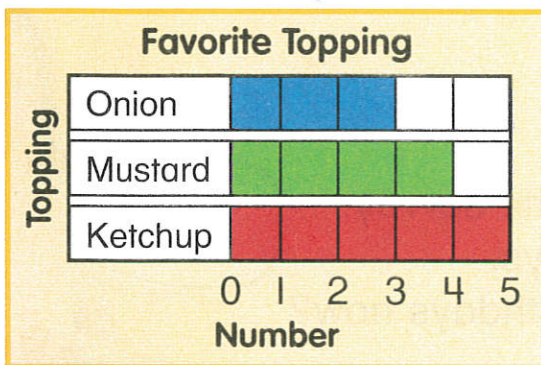 Favorite Topping
Topping
Onion
Mustard
Ketchup
0 1 2 3 4 5
Number